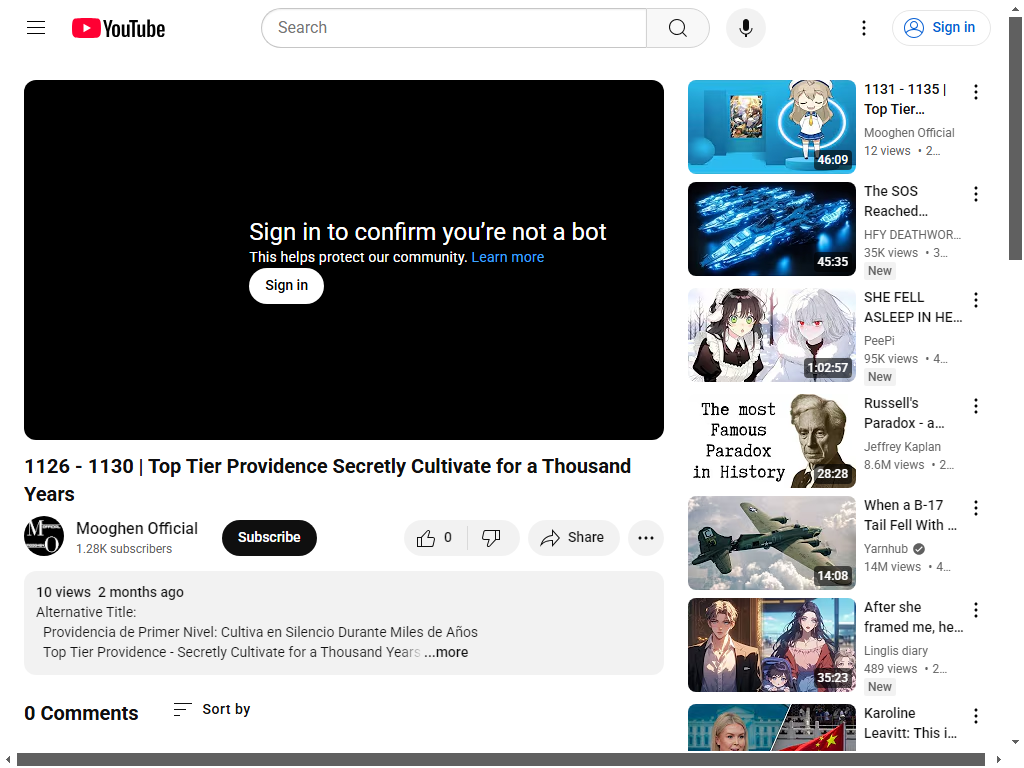 YouTube
Search
Sign in
Sign in to confirm you’re not a bot
This helps protect our community. Learn more
Sign in
1126 - 1130 | Top Tier Providence Secretly Cultivate for a Thousand
Years
Mooghen Official
1.28K subscribers
Subscribe
0
Share
10 views 2 months ago
Alternative Title:
Providencia de Primer Nivel: Cultiva en Silencio Durante Miles de Años
Top Tier Providence - Secretly Cultivate for a Thousand Years ...more
0 Comments
Sort by
46:09
1131 - 1135 |
Top Tier…
Mooghen Official
12 views • 2…
45:35
The SOS
Reached…
HFY DEATHWOR…
35K views • 3…
New
1:02:57
SHE FELL
ASLEEP IN HE…
PeePi
95K views • 4…
New
The most
Famous
Paradox
in History
28:28
Russell's
Paradox - a…
Jeffrey Kaplan
8.6M views • 2…
14:08
When a B-17
Tail Fell With …
Yarnhub
14M views • 4…
35:23
After she
framed me, he…
Linglis diary
489 views • 2…
New
Karoline
Leavitt: This i…